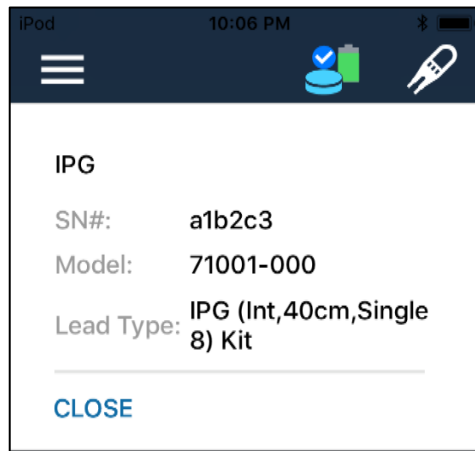 iPod 10:06 PM
IPG
SN#: a1b2c3
Model: 71001-000
Lead Type: IPG (Int,40cm,Single
8) Kit
CLOSE